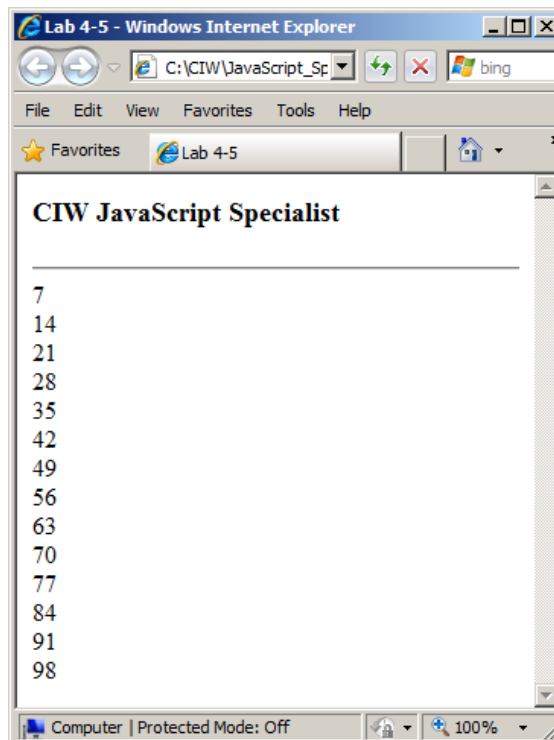 Lab 4-5 - Windows Internet Explorer
C:\CIW\JavaScript_Sp
bing
File Edit View Favorites Tools Help
Favorites Lab 4-5
CIW JavaScript Specialist
7
14
21
28
35
42
49
56
63
70
77
84
91
98
Computer | Protected Mode: Off 100%